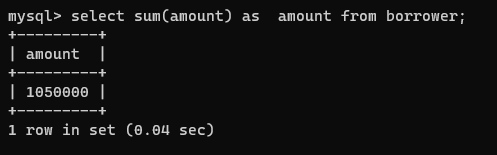 mysql> select sum(amount) as  amount from borrower;
+---------+
| amount  |
+---------+
| 1050000 |
+---------+
1 row in set (0.04 sec)